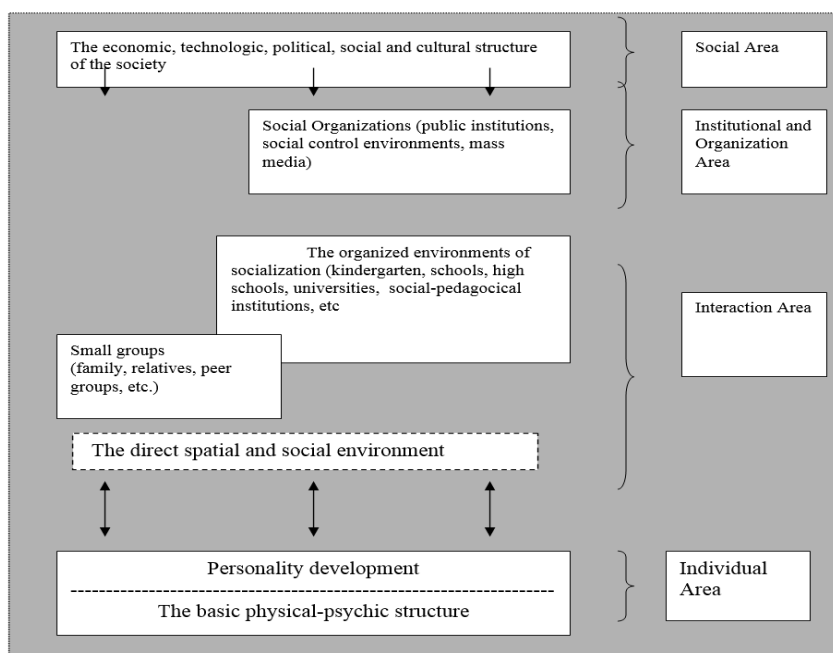 The economic, technologic, political, social and cultural structure
of the society
Social Area
Social Organizations (public institutions,
social control environments, mass
media)
Institutional and
Organization
Area
The organized environments of
socialization (kindergarten, schools, high
schools, universities, social-pedagocical
institutions, etc
Interaction Area
Small groups
(family, relatives, peer
groups, etc.)
The direct spatial and social environment
Personality development
The basic physical-psychic structure
Individual
Area